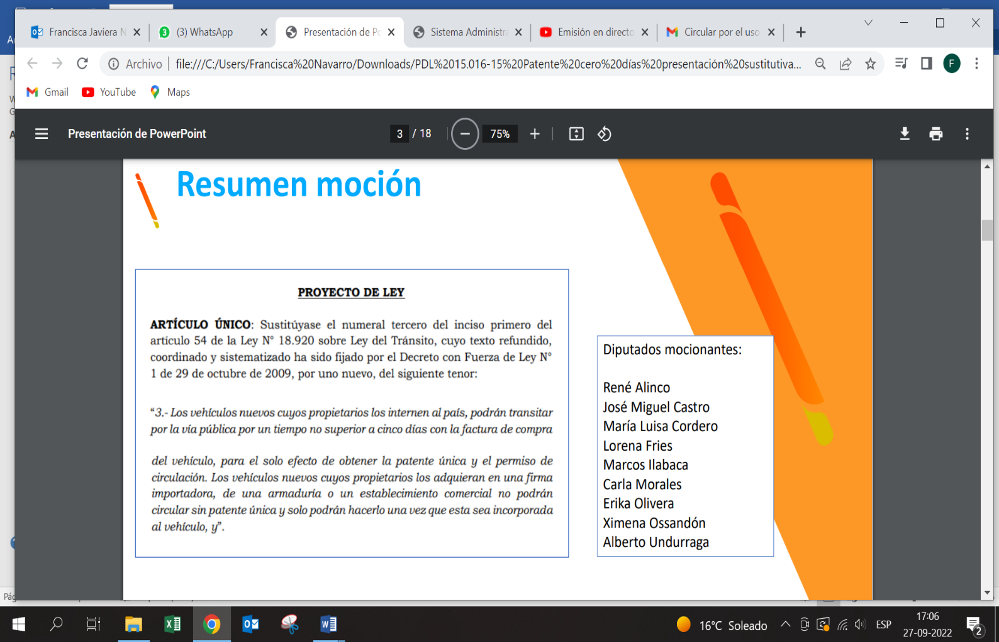 Francisca Javiera N
(3) WhatsApp
Presentación de Po
Sistema Administra
Emisión en directo
Circular por el uso
Archivo
file:///C:/Users/Francisca%20Navarro/Downloads/PDL%2015.016-15%20Patente%20cero%20días%20presentación%20sustitutiva...
F
Gmail
YouTube
Maps
Presentación de PowerPoint
3 / 18
75%
Resumen moción
PROYECTO DE LEY
ARTÍCULO ÚNICO: Sustitúyase el numeral tercero del inciso primero del
artículo 54 de la Ley N° 18.920 sobre Ley del Tránsito, cuyo texto refundido,
coordinado y sistematizado ha sido fijado por el Decreto con Fuerza de Ley N°
1 de 29 de octubre de 2009, por uno nuevo, del siguiente tenor:
“3.- Los vehículos nuevos cuyos propietarios los internen al país, podrán transitar
por la vía pública por un tiempo no superior a cinco días con la factura de compra
del vehículo, para el solo efecto de obtener la patente única y el permiso de
circulación. Los vehículos nuevos cuyos propietarios los adquieran en una firma
importadora, de una armaduría o un establecimiento comercial no podrán
circular sin patente única y solo podrán hacerlo una vez que esta sea incorporada
al vehículo, y”.
Diputados mocionantes:
René Alinco
José Miguel Castro
María Luisa Cordero
Lorena Fries
Marcos Ilabaca
Carla Morales
Erika Olivera
Ximena Ossandón
Alberto Undurraga
Pág
16°C Soleado
ESP
17:06
27-09-2022
2